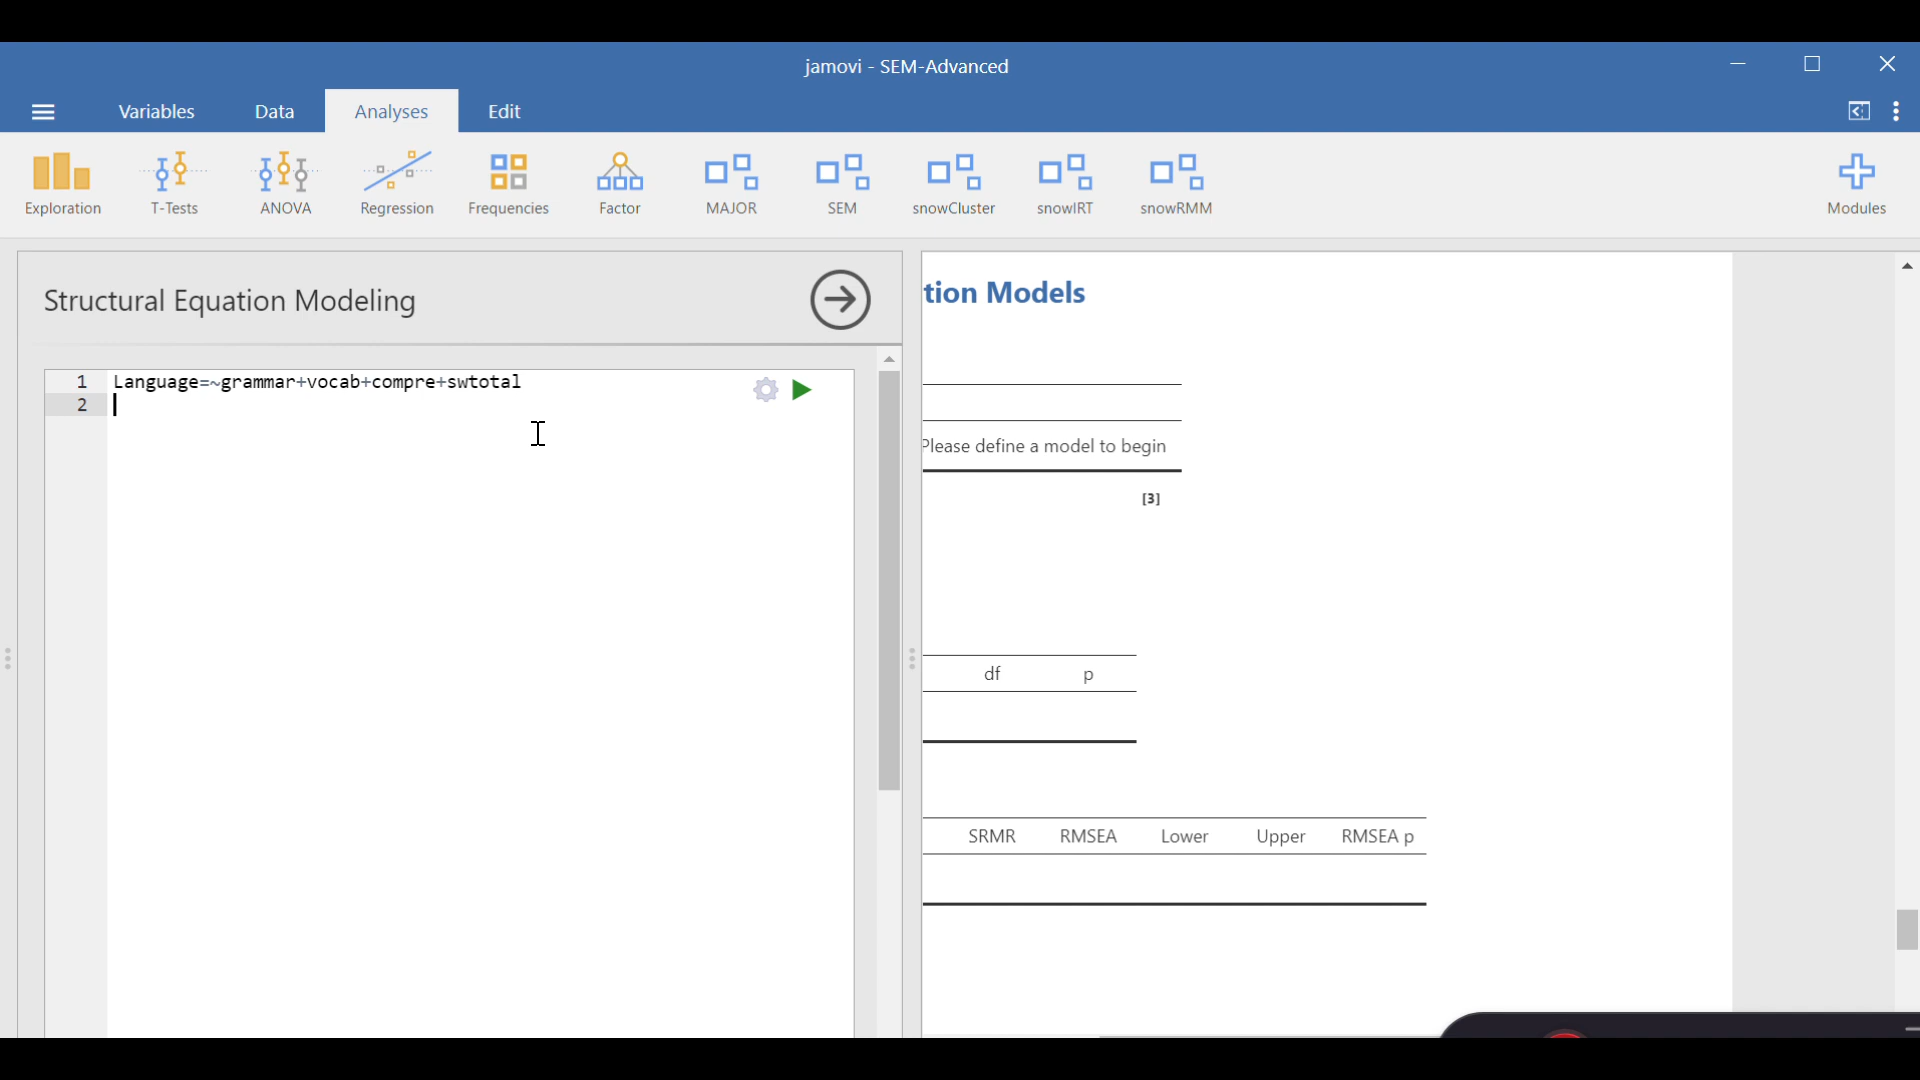 jamovi - SEM-Advanced
Variables Data Analyses Edit
Exploration T-Tests ANOVA Regression Frequencies Factor MAJOR SEM snowCluster snowIRT snowRMM Modules
Structural Equation Modeling
tion Models
1 Language=~grammar+vocab+compre+swtotal
2
Please define a model to begin
[3]
df p
SRMR RMSEA Lower Upper RMSEA p